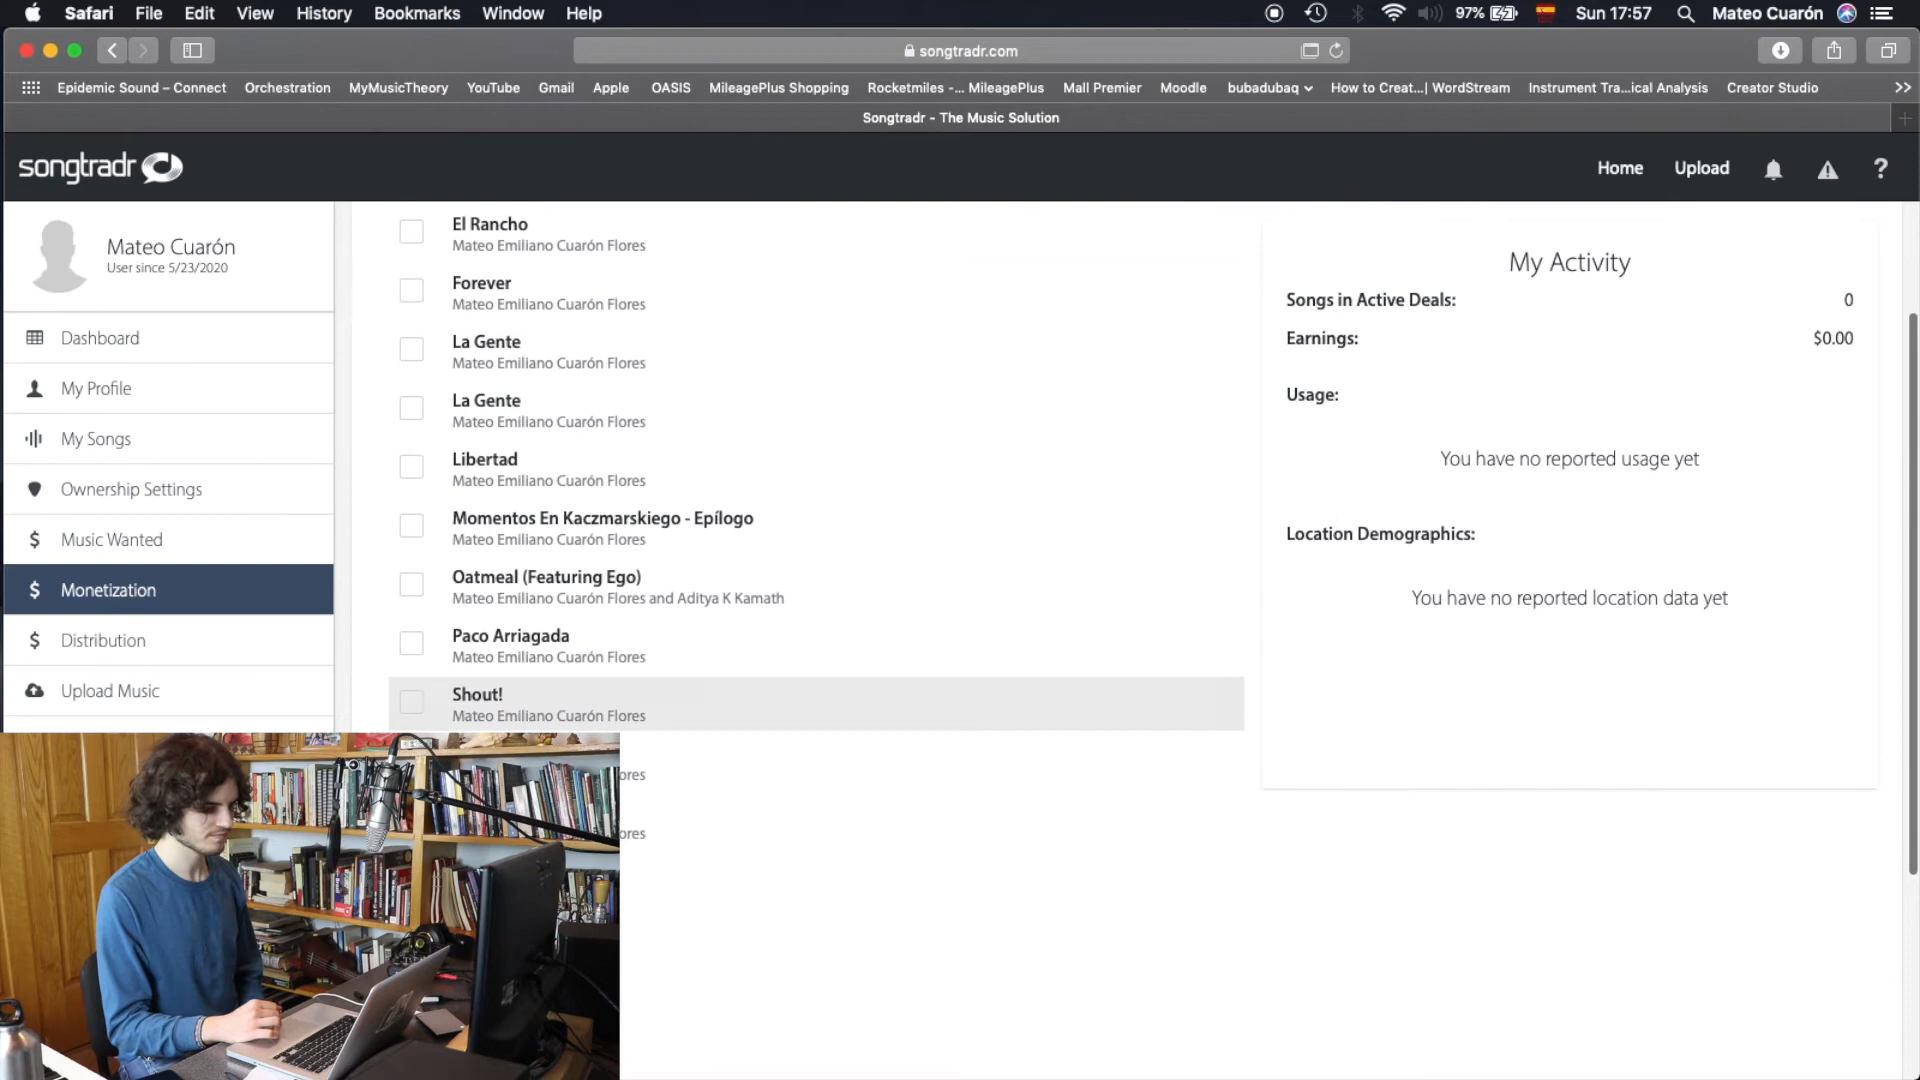 Safari File Edit View History Bookmarks Window Help 97% Sun 17:57 Mateo Cuarón
songtradr.com
Epidemic Sound – Connect Orchestration MyMusicTheory YouTube Gmail Apple OASIS MileagePlus Shopping Rocketmiles -... MileagePlus Mall Premier Moodle bubadubaq How to Creat...| WordStream Instrument Tra...ical Analysis Creator Studio
Songtradr - The Music Solution
songtradr Home Upload ?
Mateo Cuarón
User since 5/23/2020
Dashboard
My Profile
My Songs
Ownership Settings
$ Music Wanted
$ Monetization
$ Distribution
Upload Music
El Rancho
Mateo Emiliano Cuarón Flores
Forever
Mateo Emiliano Cuarón Flores
La Gente
Mateo Emiliano Cuarón Flores
La Gente
Mateo Emiliano Cuarón Flores
Libertad
Mateo Emiliano Cuarón Flores
Momentos En Kaczmarskiego - Epílogo
Mateo Emiliano Cuarón Flores
Oatmeal (Featuring Ego)
Mateo Emiliano Cuarón Flores and Aditya K Kamath
Paco Arriagada
Mateo Emiliano Cuarón Flores
Shout!
Mateo Emiliano Cuarón Flores
ores
ores
My Activity
Songs in Active Deals: 0
Earnings: $0.00
Usage:
You have no reported usage yet
Location Demographics:
You have no reported location data yet